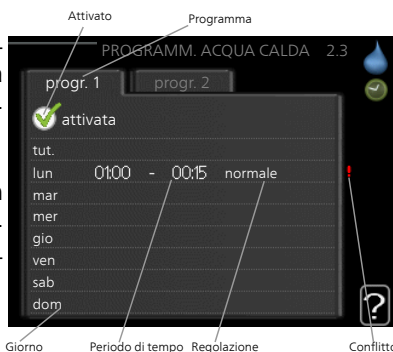 Attivato
Programma
PROGRAMM. ACQUA CALDA 2.3
progr. 1 progr. 2
attivata
tut.
lun 01:00 - 00:15 normale !
mar
mer
gio
ven
sab
dom
?
Giorno Periodo di tempo Regolazione Conflitto